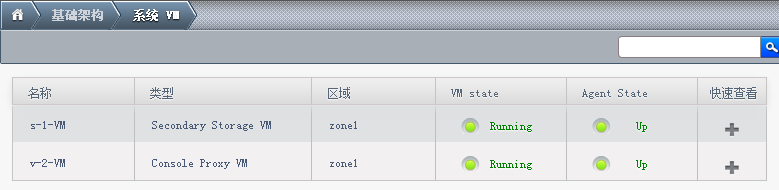 基础架构 系统 VM
名称 类型 区域 VM state Agent State 快速查看
s-1-VM Secondary Storage VM zone1 Running Up
v-2-VM Console Proxy VM zone1 Running Up